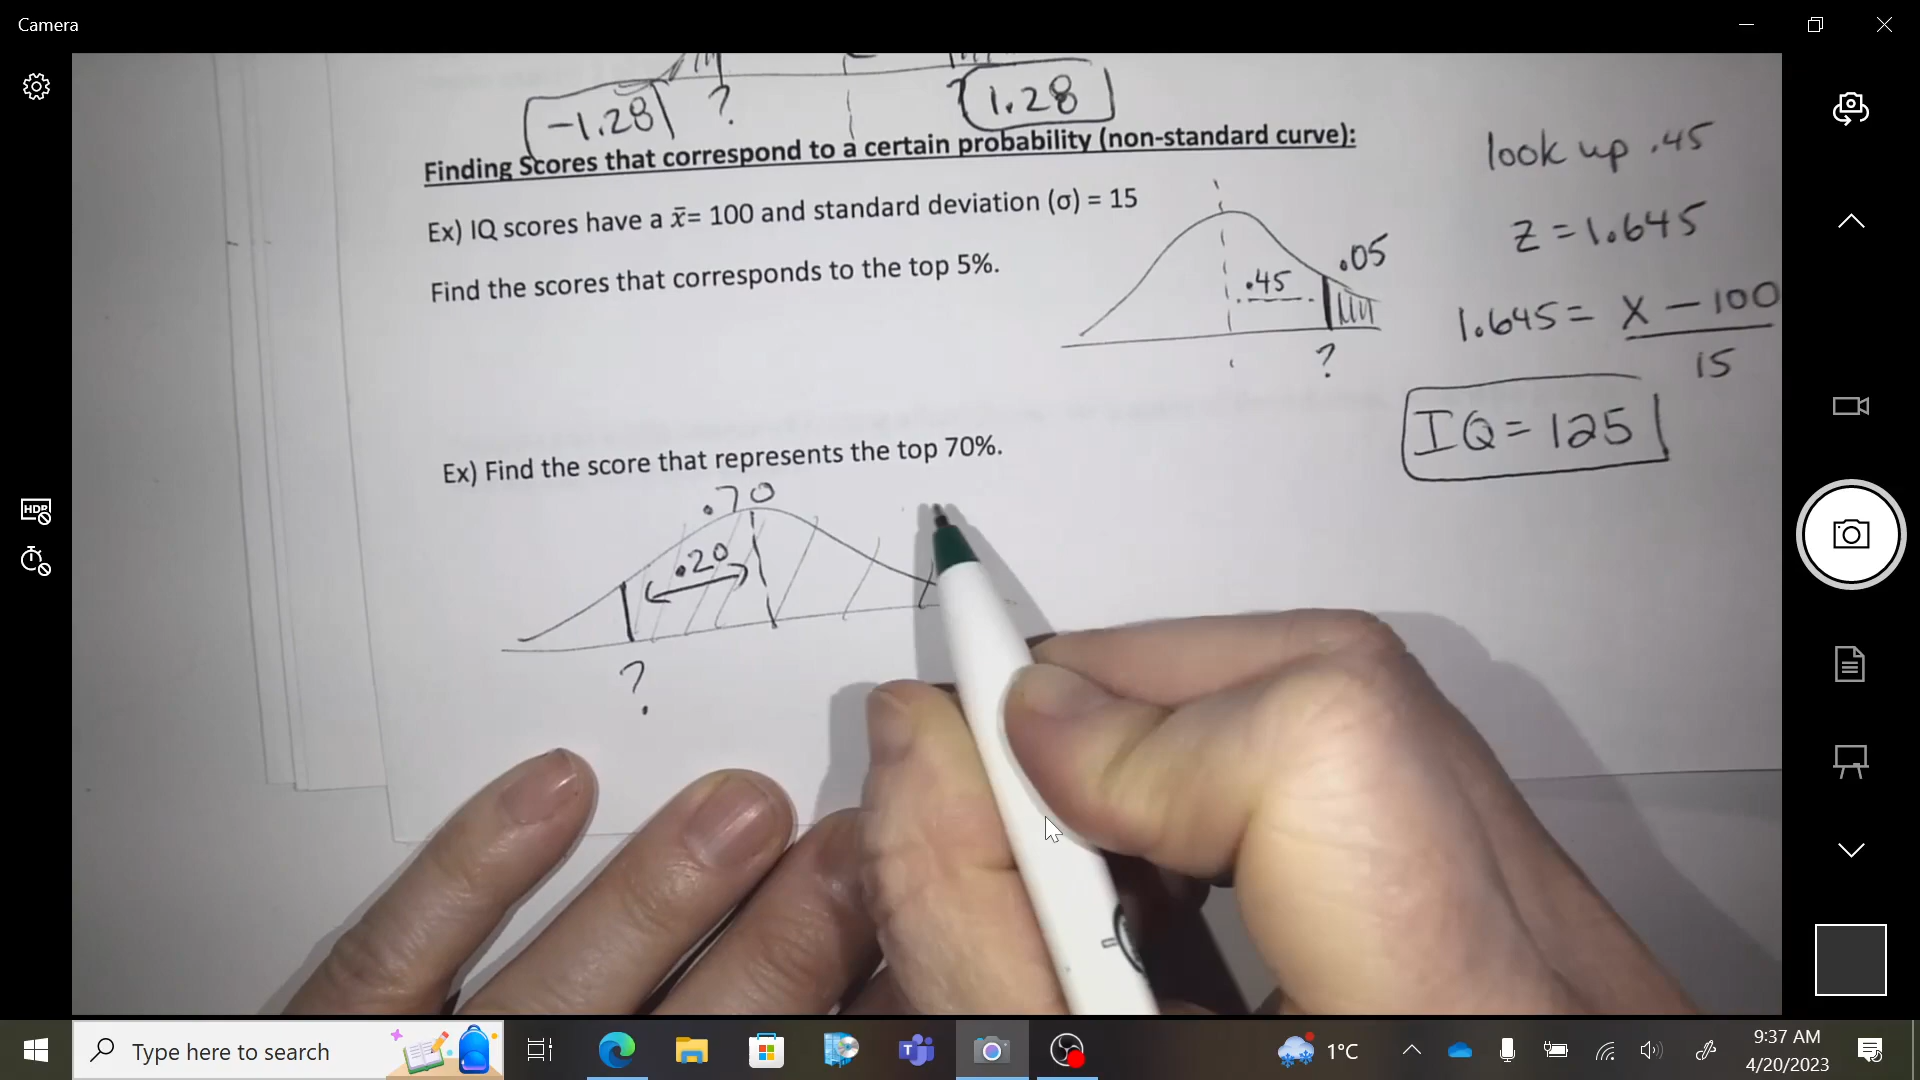 Camera
-1.28
?
1.28
Finding Scores that correspond to a certain probability (non-standard curve):
Ex) IQ scores have a x̄= 100 and standard deviation (σ) = 15
Find the scores that corresponds to the top 5%.
.45
.05
?
look up .45
Z = 1.645
1.645 = X - 100
15
IQ = 125
Ex) Find the score that represents the top 70%.
.70
.20
?
Type here to search
1°C
9:37 AM
4/20/2023